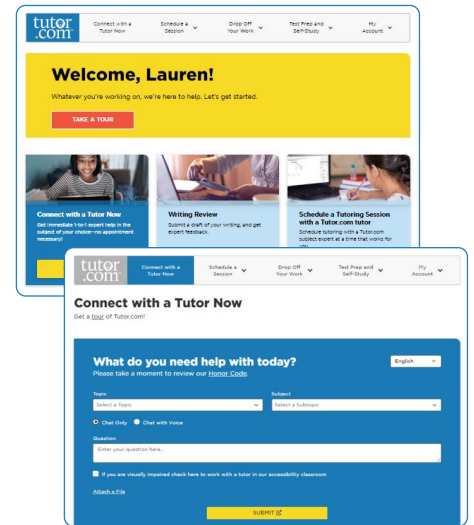 tutor
.com
Connect with a
Tutor Now
Schedule a
Session
Drop Off
Your Work
Test Prep and
Self-Study
My
Account
Welcome, Lauren!
Whatever you're working on, we're here to help. Let's get started.
TAKE A TOUR
Connect with a Tutor Now
Get immediate 1-to-1 expert help in the
subject of your choice—no appointment
necessary!
Writing Review
Submit a draft of your writing, and get
expert feedback.
Schedule a Tutoring Session
with a Tutor.com tutor
Schedule tutoring with a Tutor.com
subject expert at a time that works for
you.
tutor
.com
Connect with a
Tutor Now
Schedule a
Session
Drop Off
Your Work
Test Prep and
Self-Study
My
Account
Connect with a Tutor Now
Get a tour of Tutor.com!
What do you need help with today?
Please take a moment to review our Honor Code.
English
Topic
Select a Topic
Subject
Select a Subtopic
Chat Only
Chat with Voice
Question
Enter your question here...
If you are visually impaired check here to work with a tutor in our accessibility classroom
Attach a File
SUBMIT